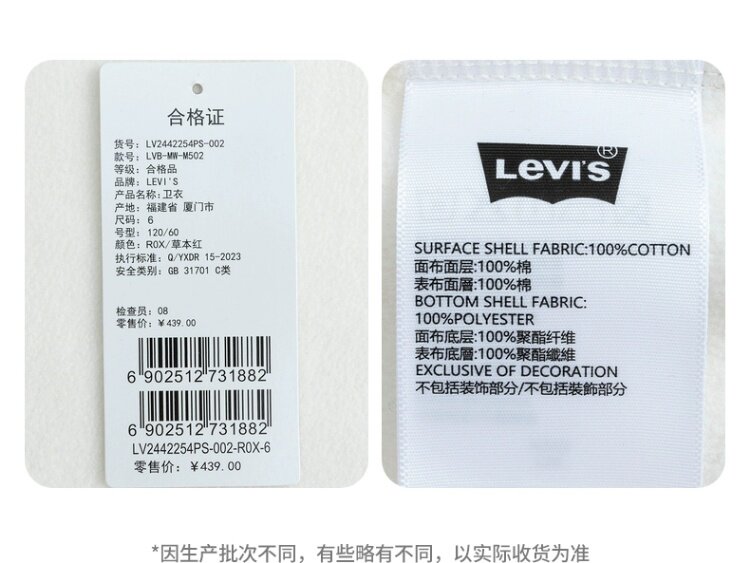 合格证
货号：LV2442254PS-002
款号：LVB-MW-M502
等级：合格品
品牌：LEVI'S
产品名称：卫衣
产地：福建省 厦门市
尺码：6
号型：120/60
颜色：R0X/草本红
执行标准：Q/YXDR 15-2023
安全类别：GB 31701 C类
检查员：08
零售价：￥439.00
6 902512 731882
6 902512 731882
LV2442254PS-002-R0X-6
零售价：￥439.00
LEVI'S®
SURFACE SHELL FABRIC:100%COTTON
面布面层:100%棉
表布面層:100%棉
BOTTOM SHELL FABRIC:
100%POLYESTER
面布底层:100%聚酯纤维
表布底層:100%聚酯纖維
EXCLUSIVE OF DECORATION
不包括装饰部分/不包括裝飾部分
*因生产批次不同，有些略有不同，以实际收货为准